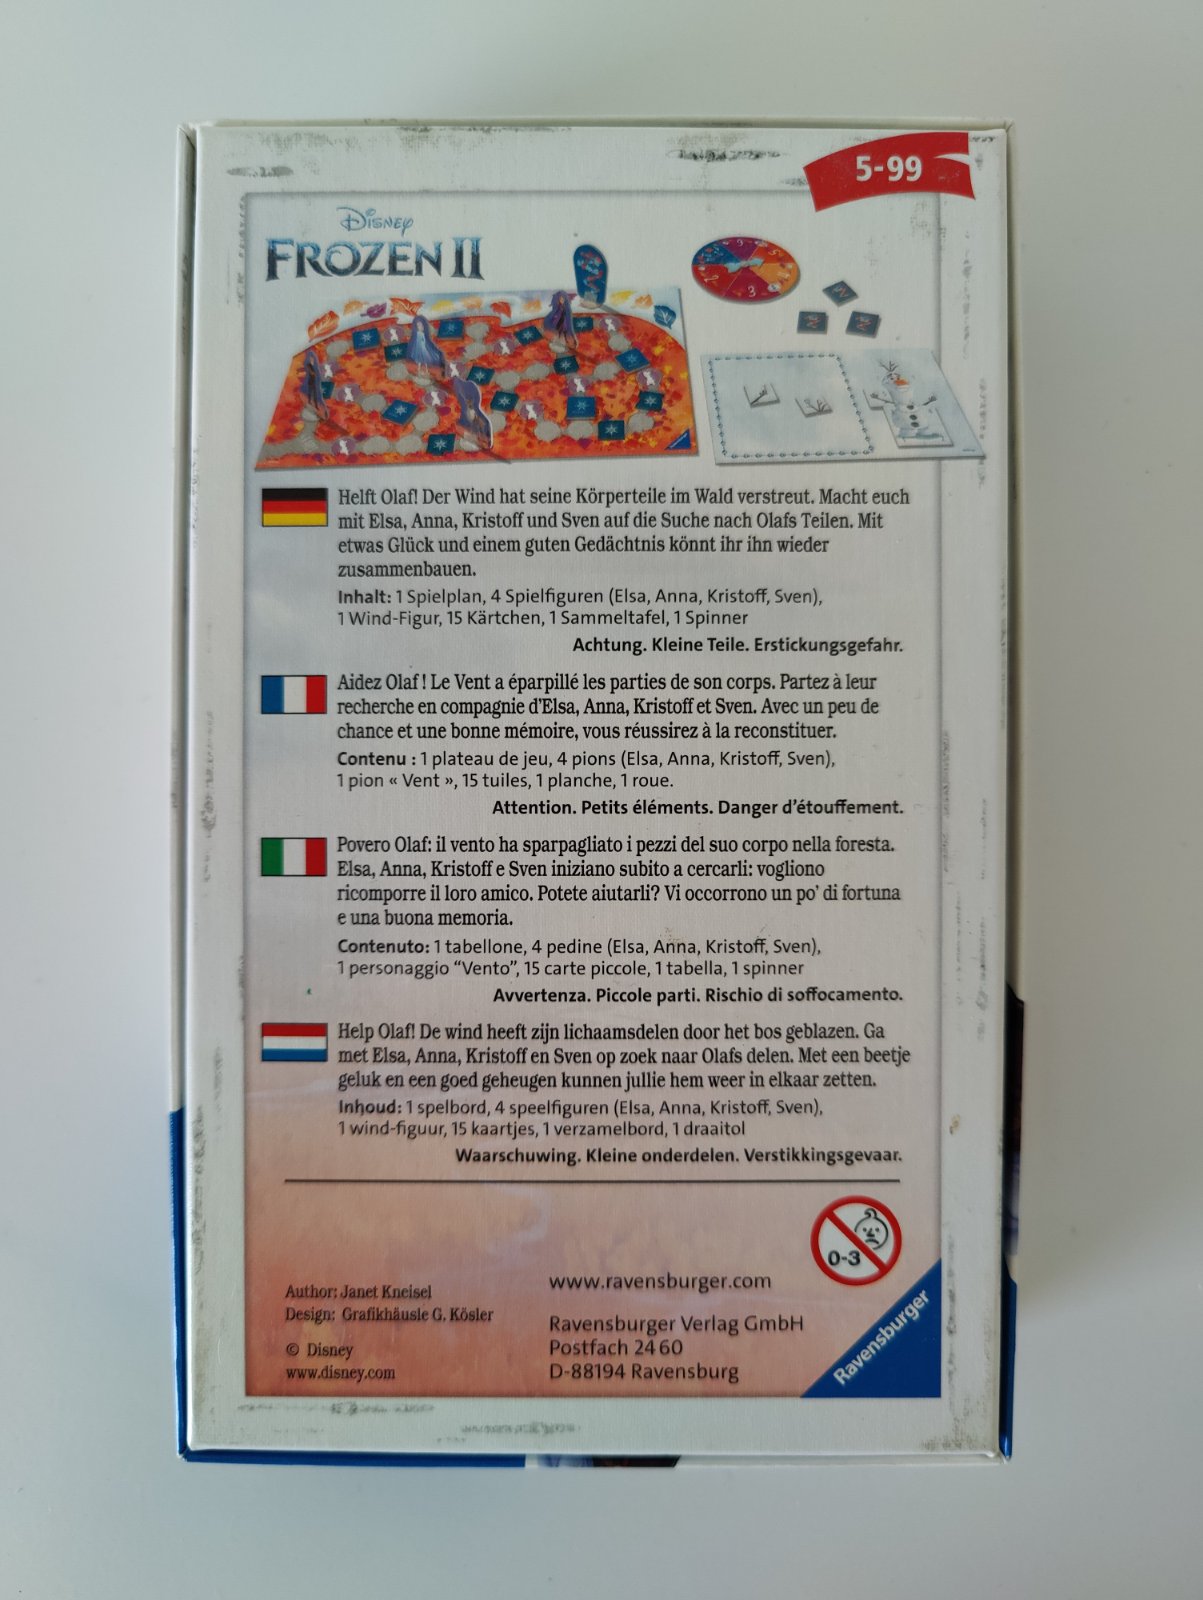 5-99
Disney
FROZEN II
Helft Olaf! Der Wind hat seine Körperteile im Wald verstreut. Macht euch
mit Elsa, Anna, Kristoff und Sven auf die Suche nach Olafs Teilen. Mit
etwas Glück und einem guten Gedächtnis könnt ihr ihn wieder
zusammenbauen.
Inhalt: 1 Spielplan, 4 Spielfiguren (Elsa, Anna, Kristoff, Sven),
1 Wind-Figur, 15 Kärtchen, 1 Sammeltafel, 1 Spinner
Achtung. Kleine Teile. Erstickungsgefahr.
Aidez Olaf ! Le Vent a éparpillé les parties de son corps. Partez à leur
recherche en compagnie d'Elsa, Anna, Kristoff et Sven. Avec un peu de
chance et une bonne mémoire, vous réussirez à la reconstituer.
Contenu : 1 plateau de jeu, 4 pions (Elsa, Anna, Kristoff, Sven),
1 pion « Vent », 15 tuiles, 1 planche, 1 roue.
Attention. Petits éléments. Danger d'étouffement.
Povero Olaf: il vento ha sparpagliato i pezzi del suo corpo nella foresta.
Elsa, Anna, Kristoff e Sven iniziano subito a cercarli: vogliono
ricomporre il loro amico. Potete aiutarli? Vi occorrono un po' di fortuna
e una buona memoria.
Contenuto: 1 tabellone, 4 pedine (Elsa, Anna, Kristoff, Sven),
1 personaggio “Vento”, 15 carte piccole, 1 tabella, 1 spinner
Avvertenza. Piccole parti. Rischio di soffocamento.
Help Olaf! De wind heeft zijn lichaamsdelen door het bos geblazen. Ga
met Elsa, Anna, Kristoff en Sven op zoek naar Olafs delen. Met een beetje
geluk en een goed geheugen kunnen jullie hem weer in elkaar zetten.
Inhoud: 1 spelbord, 4 speelfiguren (Elsa, Anna, Kristoff, Sven),
1 wind-figuur, 15 kaartjes, 1 verzamelbord, 1 draaitol
Waarschuwing. Kleine onderdelen. Verstikkingsgevaar.
0-3
Author: Janet Kneisel
Design: Grafikhäusle G. Kösler
© Disney
www.disney.com
www.ravensburger.com
Ravensburger Verlag GmbH
Postfach 24 60
D-88194 Ravensburg
Ravensburger